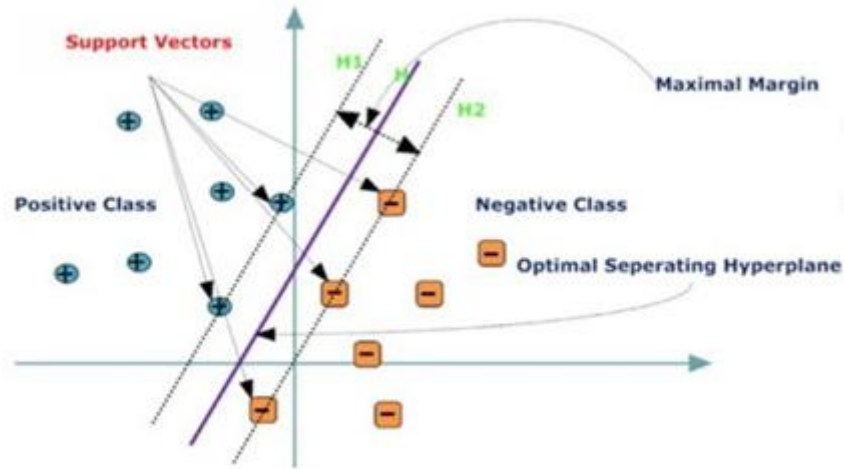 Support Vectors
H1
H
Maximal Margin
H2
Positive Class
Negative Class
Optimal Seperating Hyperplane